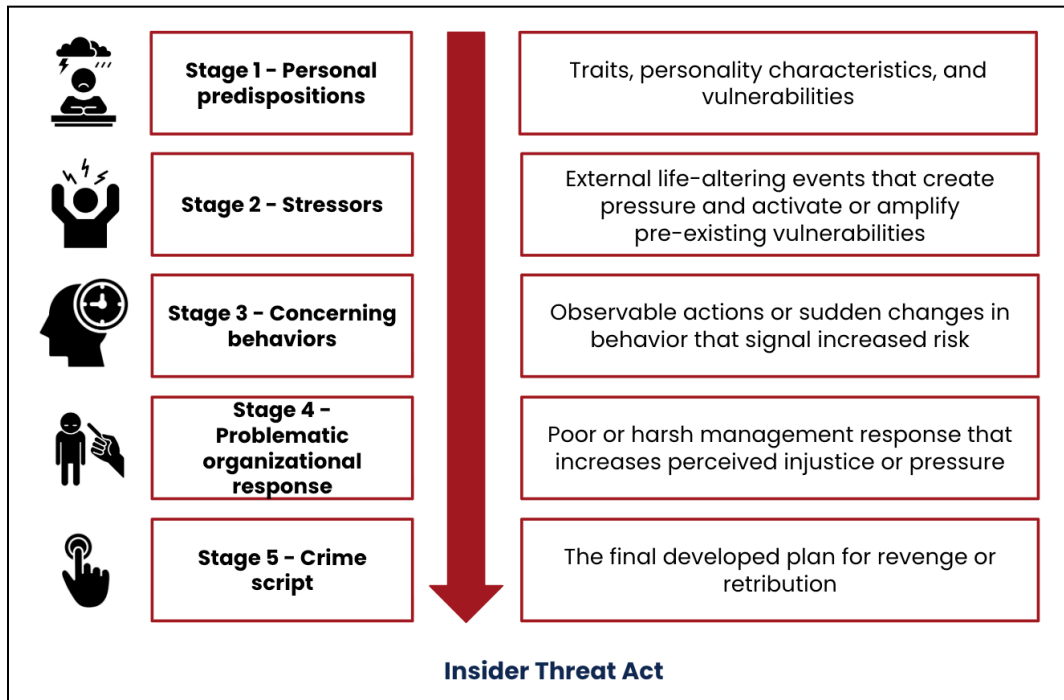 Stage 1 - Personal
predispositions
Traits, personality characteristics, and
vulnerabilities
Stage 2 - Stressors
External life-altering events that create
pressure and activate or amplify
pre-existing vulnerabilities
Stage 3 - Concerning
behaviors
Observable actions or sudden changes in
behavior that signal increased risk
Stage 4 -
Problematic
organizational
response
Poor or harsh management response that
increases perceived injustice or pressure
Stage 5 - Crime
script
The final developed plan for revenge or
retribution
Insider Threat Act